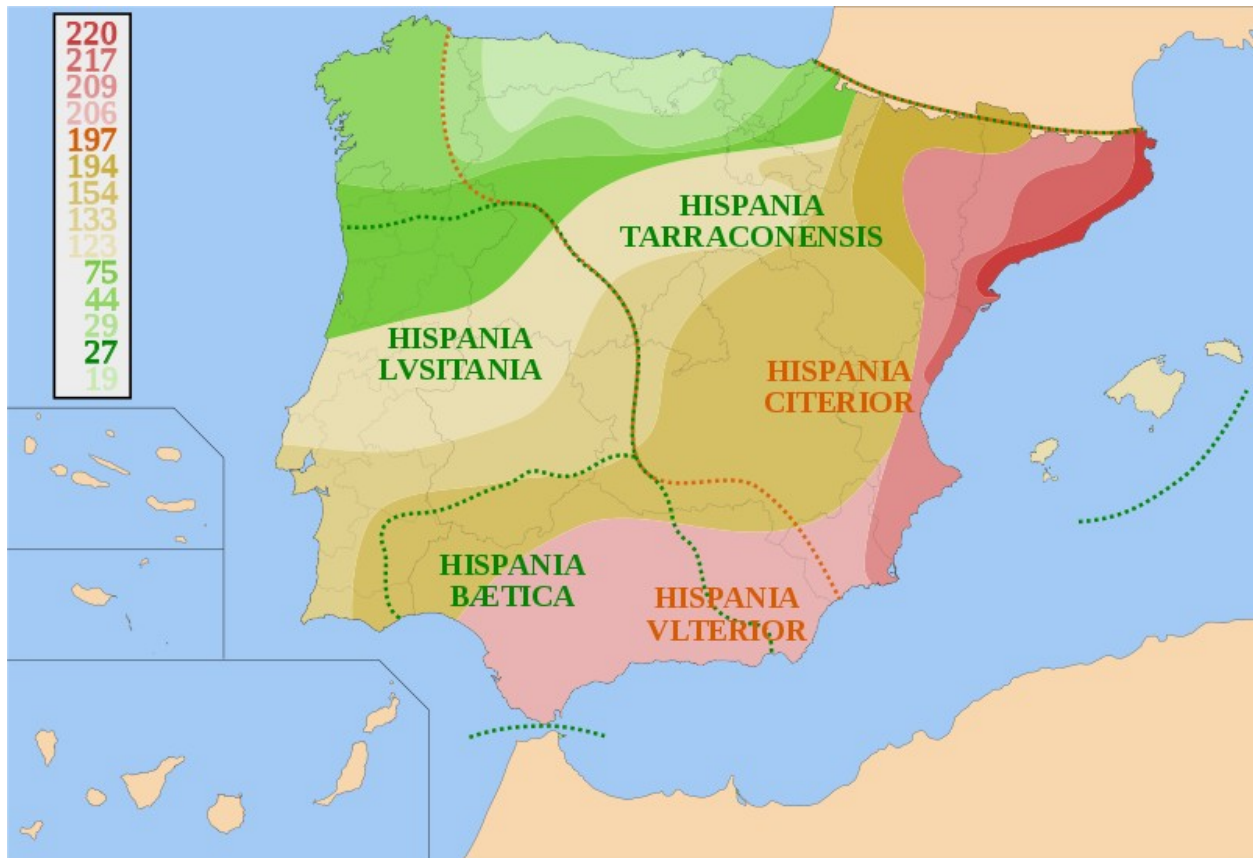 220
217
209
206
197
194
154
133
123
75
44
29
27
19
HISPANIA
TARRACONENSIS
HISPANIA
LVSITANIA
HISPANIA
CITERIOR
HISPANIA
BÆTICA
HISPANIA
VLTERIOR